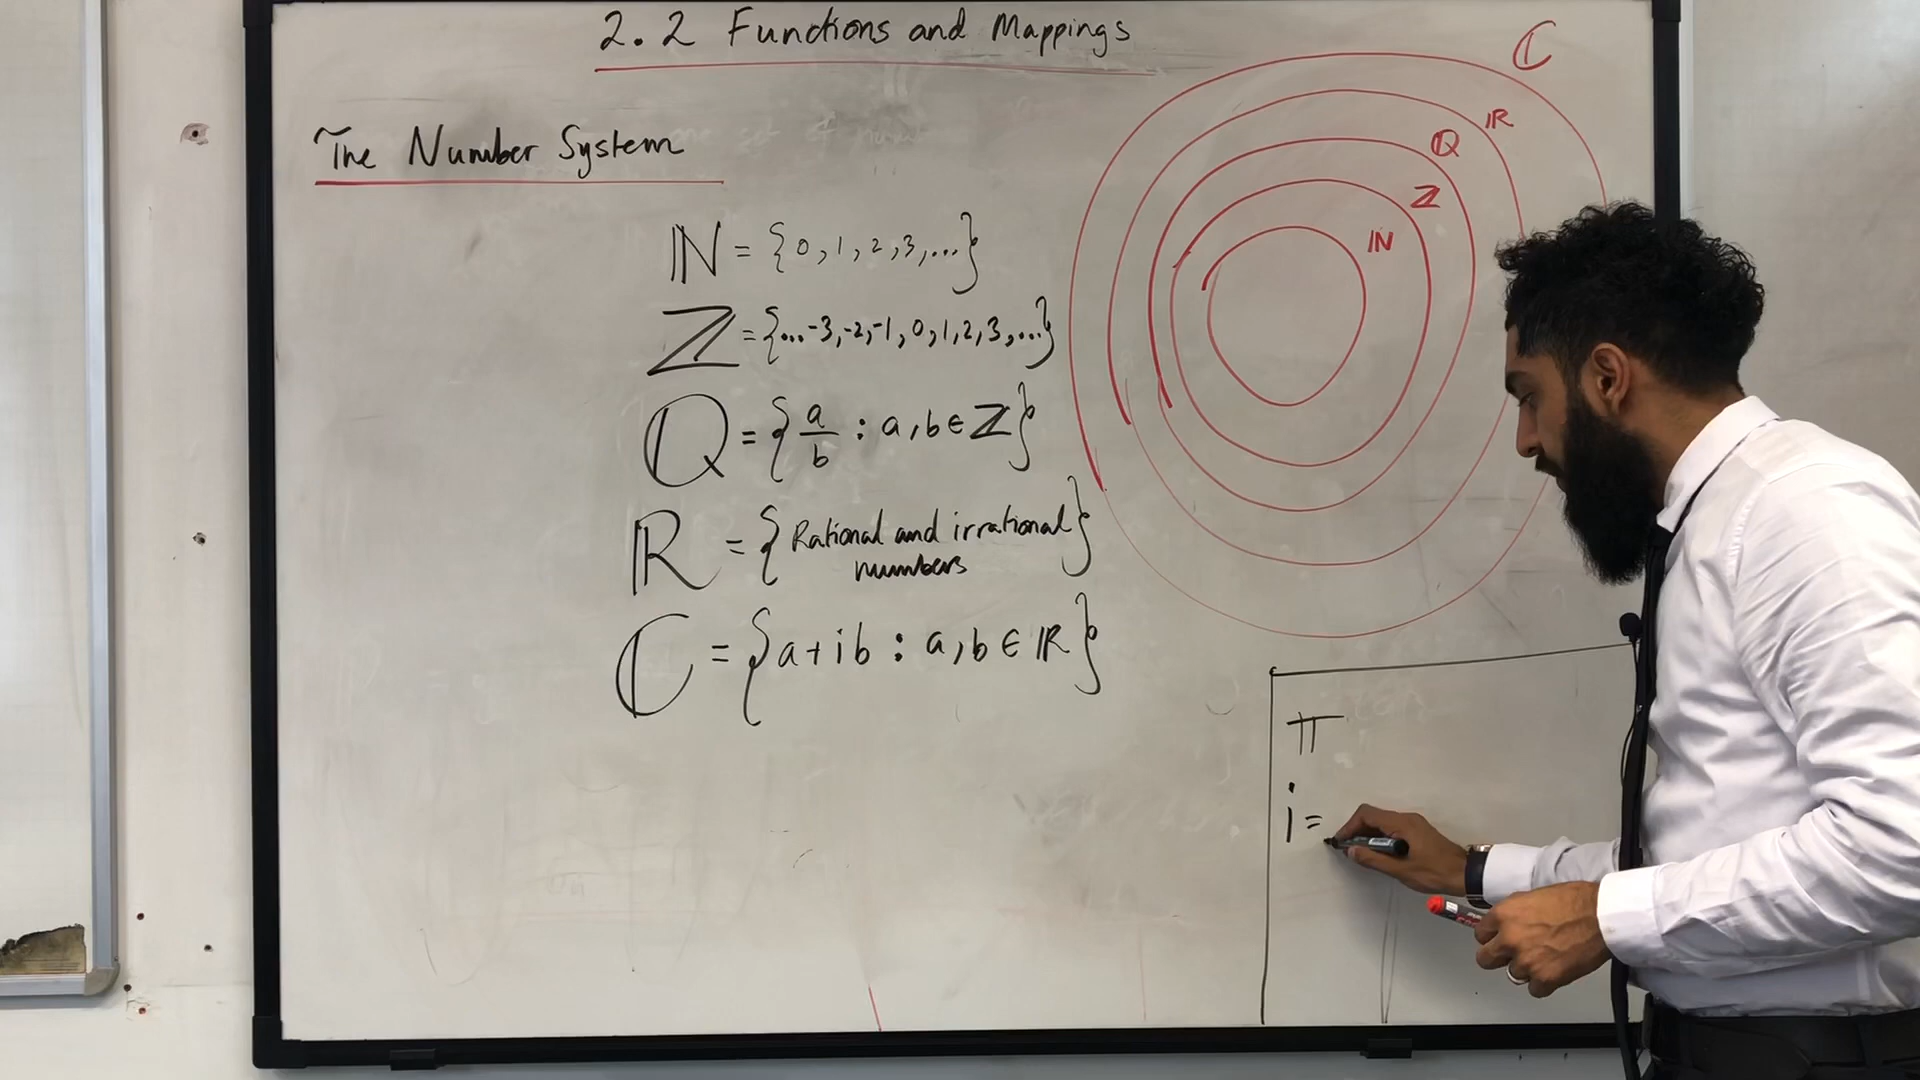 2.2 Functions and Mappings
The Number System
ℕ = {0, 1, 2, 3, ...}
ℤ = {...-3, -2, -1, 0, 1, 2, 3, ...}
ℚ = {a/b : a, b ∈ ℤ}
ℝ = {Rational and irrational
numbers}
ℂ = {a + ib : a, b ∈ ℝ}
ℂ
ℝ
ℚ
ℤ
ℕ
π
i =